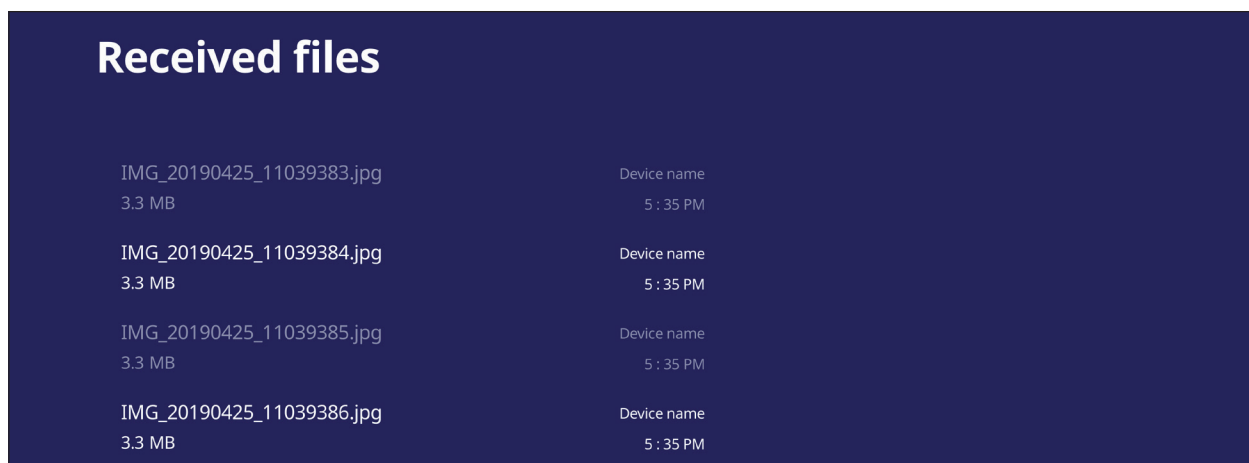 Received files
IMG_20190425_11039383.jpg Device name
3.3 MB 5 : 35 PM
IMG_20190425_11039384.jpg Device name
3.3 MB 5 : 35 PM
IMG_20190425_11039385.jpg Device name
3.3 MB 5 : 35 PM
IMG_20190425_11039386.jpg Device name
3.3 MB 5 : 35 PM